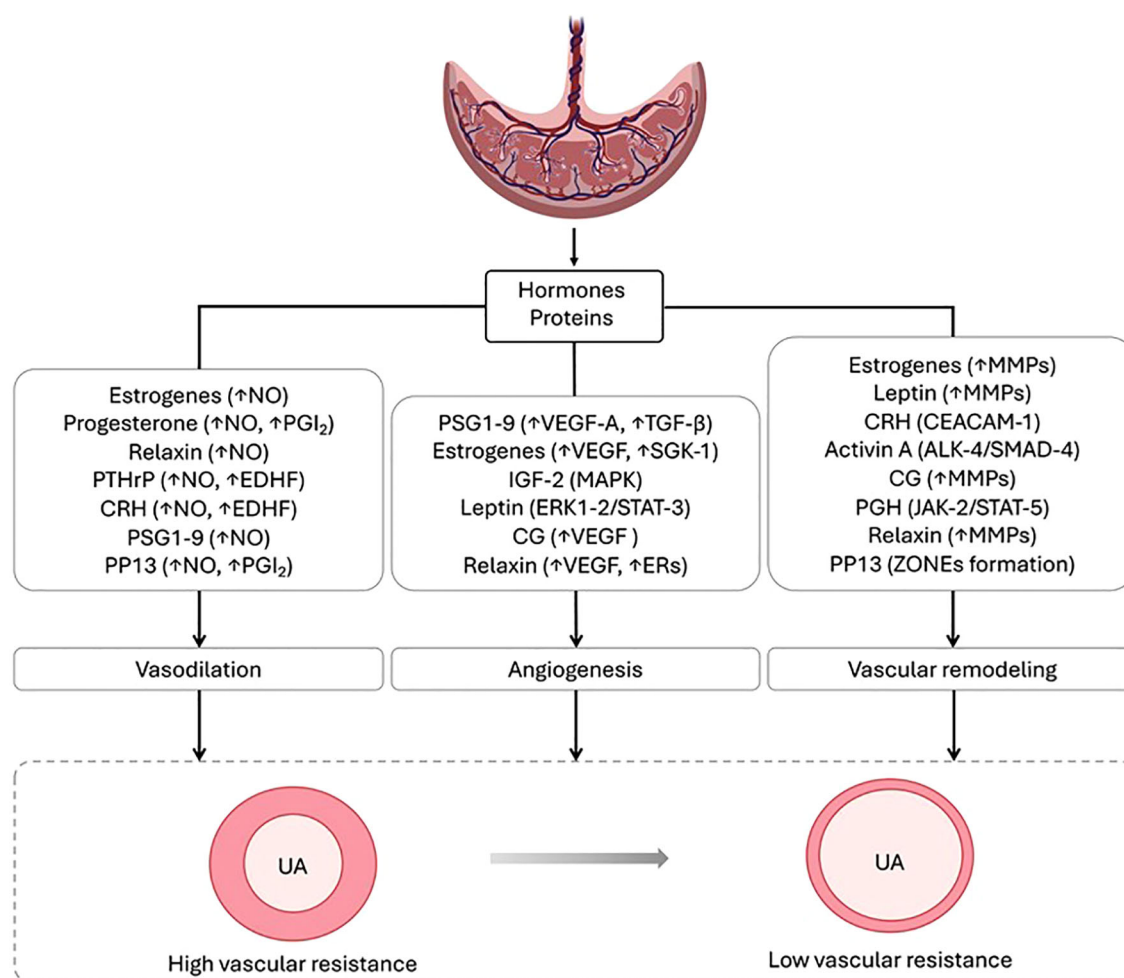 Hormones
Proteins
Estrogenes (↑NO)
Progesterone (↑NO, ↑PGI₂)
Relaxin (↑NO)
PTHrP (↑NO, ↑EDHF)
CRH (↑NO, ↑EDHF)
PSG1-9 (↑NO)
PP13 (↑NO, ↑PGI₂)
PSG1-9 (↑VEGF-A, ↑TGF-β)
Estrogenes (↑VEGF, ↑SGK-1)
IGF-2 (MAPK)
Leptin (ERK1-2/STAT-3)
CG (↑VEGF)
Relaxin (↑VEGF, ↑ERs)
Estrogenes (↑MMPs)
Leptin (↑MMPs)
CRH (CEACAM-1)
Activin A (ALK-4/SMAD-4)
CG (↑MMPs)
PGH (JAK-2/STAT-5)
Relaxin (↑MMPs)
PP13 (ZONEs formation)
Vasodilation
Angiogenesis
Vascular remodeling
UA
UA
High vascular resistance
Low vascular resistance